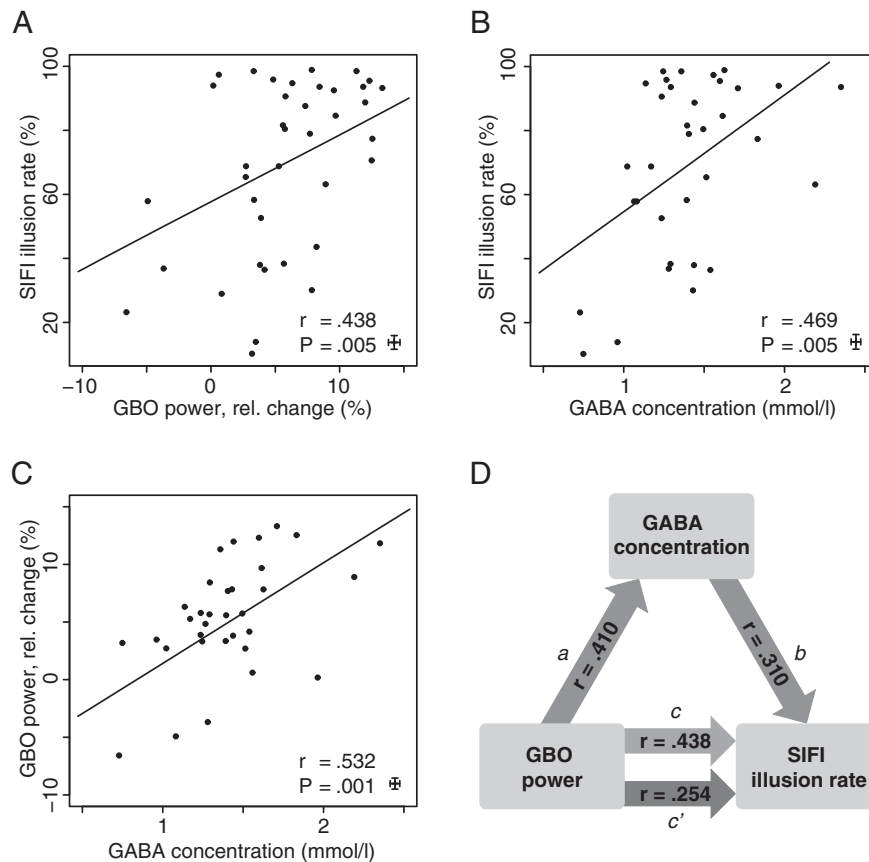 A
SIFI illusion rate (%)
100
60
20
r = .438
P = .005
−10 0 10
GBO power, rel. change (%)
B
SIFI illusion rate (%)
100
60
20
r = .469
P = .005
1 2
GABA concentration (mmol/l)
C
GBO power, rel. change (%)
10
0
−10
r = .532
P = .001
1 2
GABA concentration (mmol/l)
D
GABA
concentration
a
r = .410
b
r = .310
c
r = .438
GBO
power
SIFI
illusion rate
r = .254
c'